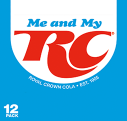 Me and My
RC
ROYAL CROWN COLA • EST. 1905
12
PACK